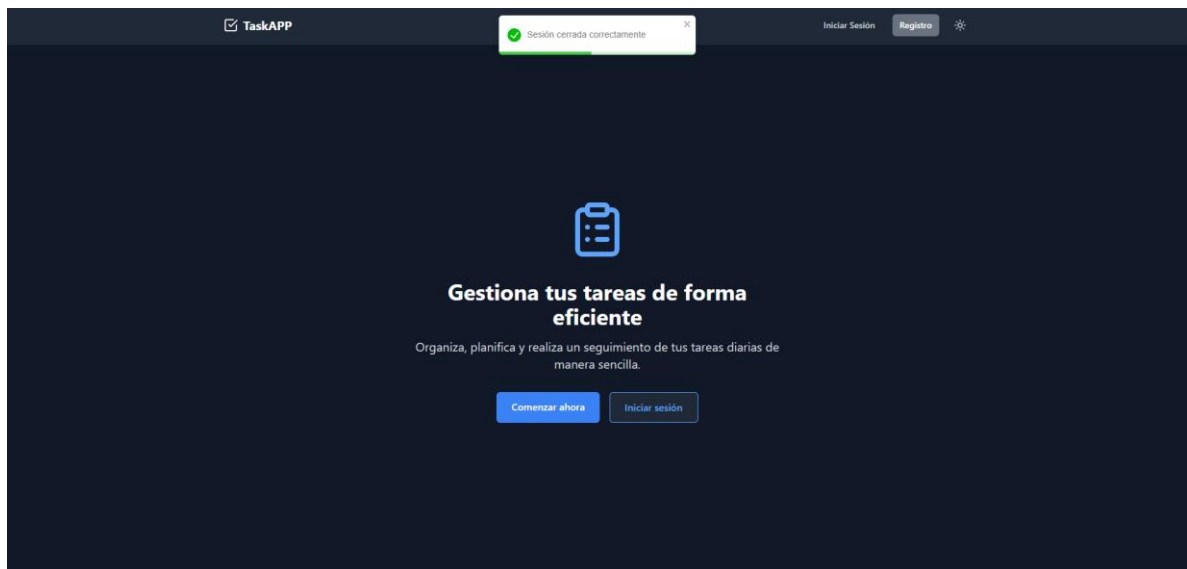 TaskAPP
Sesión cerrada correctamente
Iniciar Sesión
Registro
Gestiona tus tareas de forma
eficiente
Organiza, planifica y realiza un seguimiento de tus tareas diarias de
manera sencilla.
Comenzar ahora
Iniciar sesión